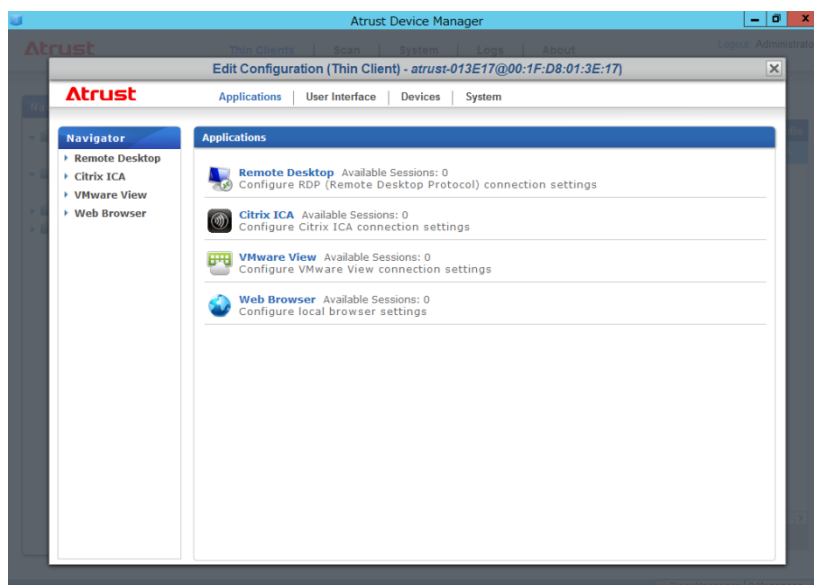 Atrust Device Manager
Atrust
Thin Clients | Scan | System | Logs | About
Logout: Administrato
Edit Configuration (Thin Client) - atrust-013E17@00:1F:D8:01:3E:17)
Atrust
Applications | User Interface | Devices | System
Navigator
Remote Desktop
Citrix ICA
VMware View
Web Browser
Applications
Remote Desktop Available Sessions: 0
Configure RDP (Remote Desktop Protocol) connection settings
Citrix ICA Available Sessions: 0
Configure Citrix ICA connection settings
VMware View Available Sessions: 0
Configure VMware View connection settings
Web Browser Available Sessions: 0
Configure local browser settings